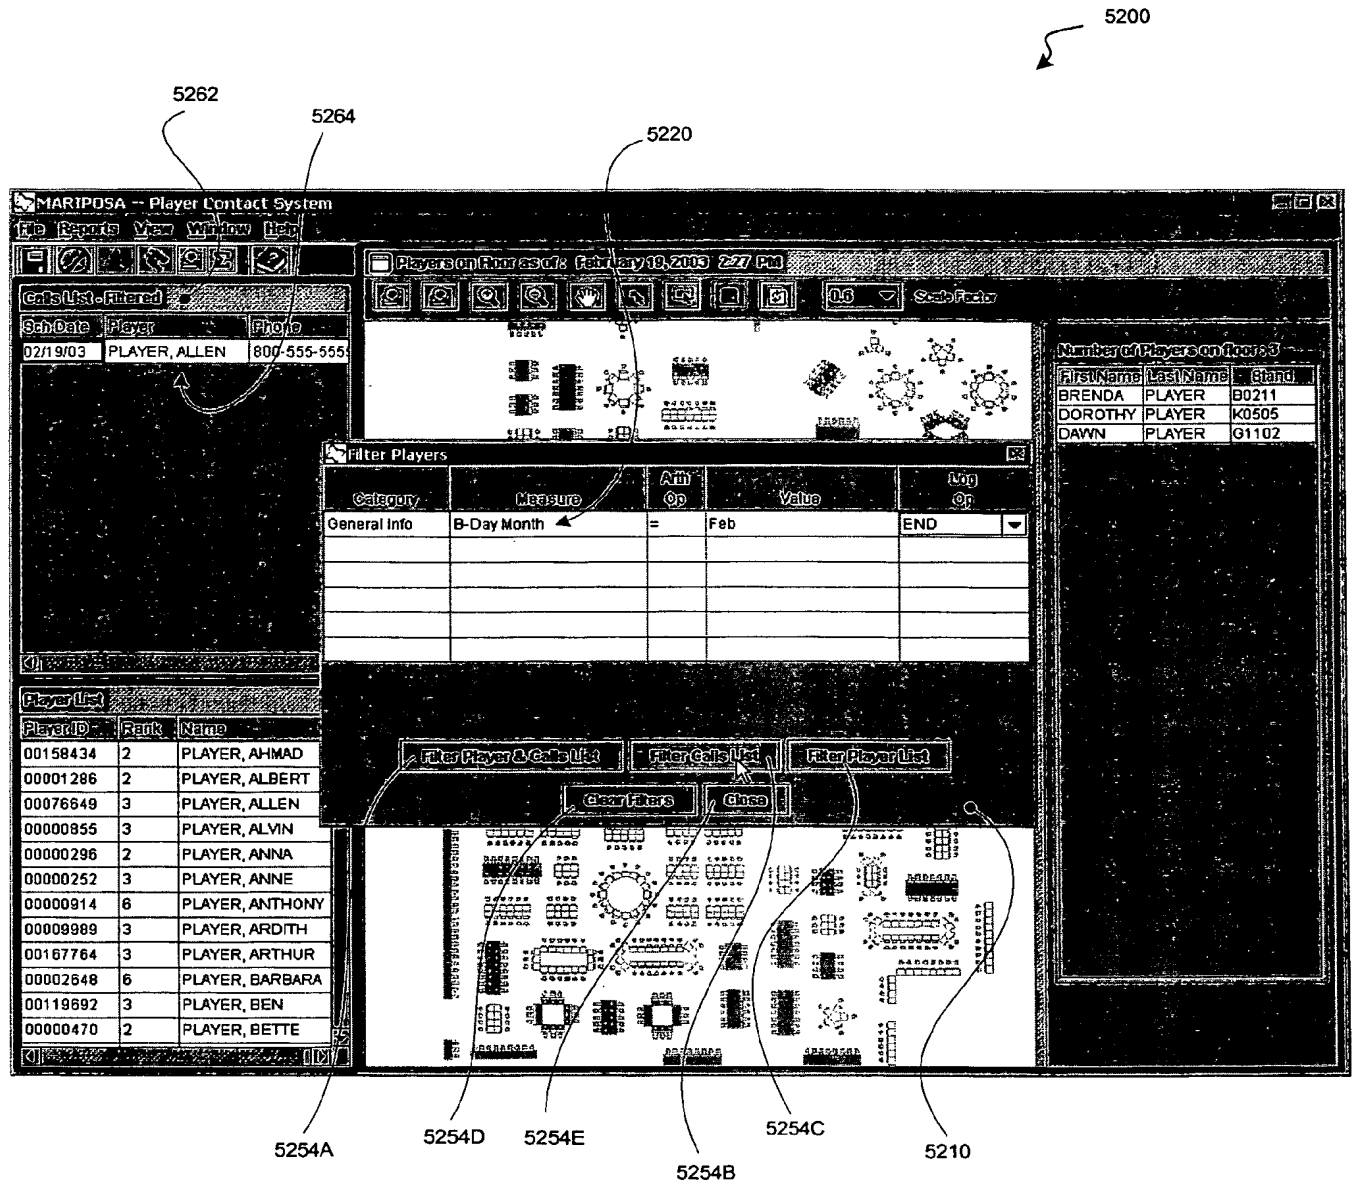 5200
5262
5264
5220
MARIPOSA -- Player Contact System
File Reports View Window Help
Players on Floor as of : February 19, 2003 2:27 PM
0.6 Scale Factor
Calls List - Filtered
Sch Date Player Phone
02/19/03 PLAYER, ALLEN 800-555-555
Number of Players on floor : 3
First Name Last Name Stand
BRENDA PLAYER B0211
DOROTHY PLAYER K0505
DAWN PLAYER G1102
Filter Players
Category Measure Arith Op Value Log Op
General Info B-Day Month = Feb END
Filter Player & Calls List Filter Calls List Filter Player List
Clear Filters Close
Player List
Player ID Rank Name
00158434 2 PLAYER, AHMAD
00001286 2 PLAYER, ALBERT
00076649 3 PLAYER, ALLEN
00000855 3 PLAYER, ALVIN
00000296 2 PLAYER, ANNA
00000252 3 PLAYER, ANNE
00000914 6 PLAYER, ANTHONY
00009989 3 PLAYER, ARDITH
00167764 3 PLAYER, ARTHUR
00002648 6 PLAYER, BARBARA
00119692 3 PLAYER, BEN
00000470 2 PLAYER, BETTE
5254A
5254D
5254E
5254B
5254C
5210